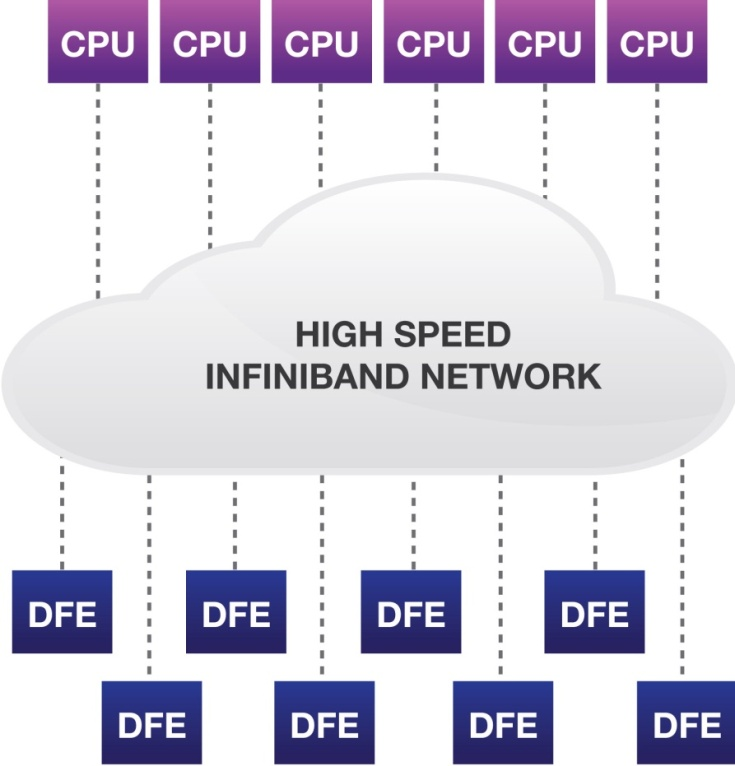 CPU CPU CPU CPU CPU CPU
HIGH SPEED
INFINIBAND NETWORK
DFE DFE DFE DFE
DFE DFE DFE DFE